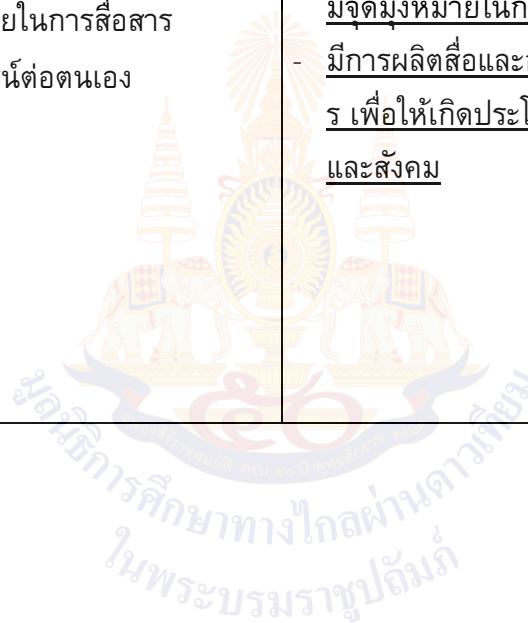 ยในการสื่อสาร
น์ต่อตนเอง
มีจุดมุ่งหมายในก
- มีการผลิตสื่อและ
ร เพื่อให้เกิดประโ
และสังคม
มูลนิธิการศึกษาทางไกลผ่านดาวเทียม
ในพระบรมราชูปถัมภ์